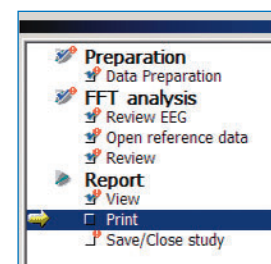 Preparation
Data Preparation
FFT analysis
Review EEG
Open reference data
Review
Report
View
Print
Save/Close study